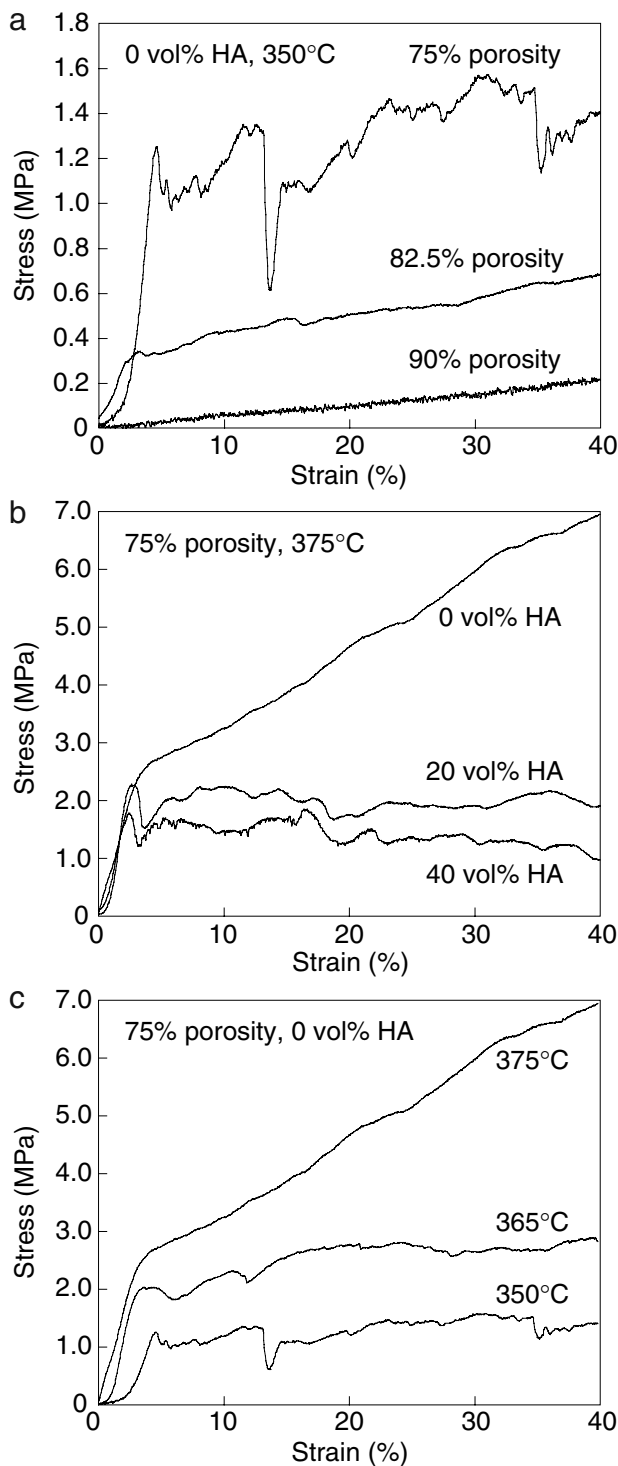 a
0 vol% HA, 350°C
75% porosity
82.5% porosity
90% porosity
Stress (MPa)
1.8
1.6
1.4
1.2
1.0
0.8
0.6
0.4
0.2
0
0 10 20 30 40
Strain (%)
b
75% porosity, 375°C
0 vol% HA
20 vol% HA
40 vol% HA
Stress (MPa)
7.0
6.0
5.0
4.0
3.0
2.0
1.0
0
0 10 20 30 40
Strain (%)
c
75% porosity, 0 vol% HA
375°C
365°C
350°C
Stress (MPa)
7.0
6.0
5.0
4.0
3.0
2.0
1.0
0
0 10 20 30 40
Strain (%)